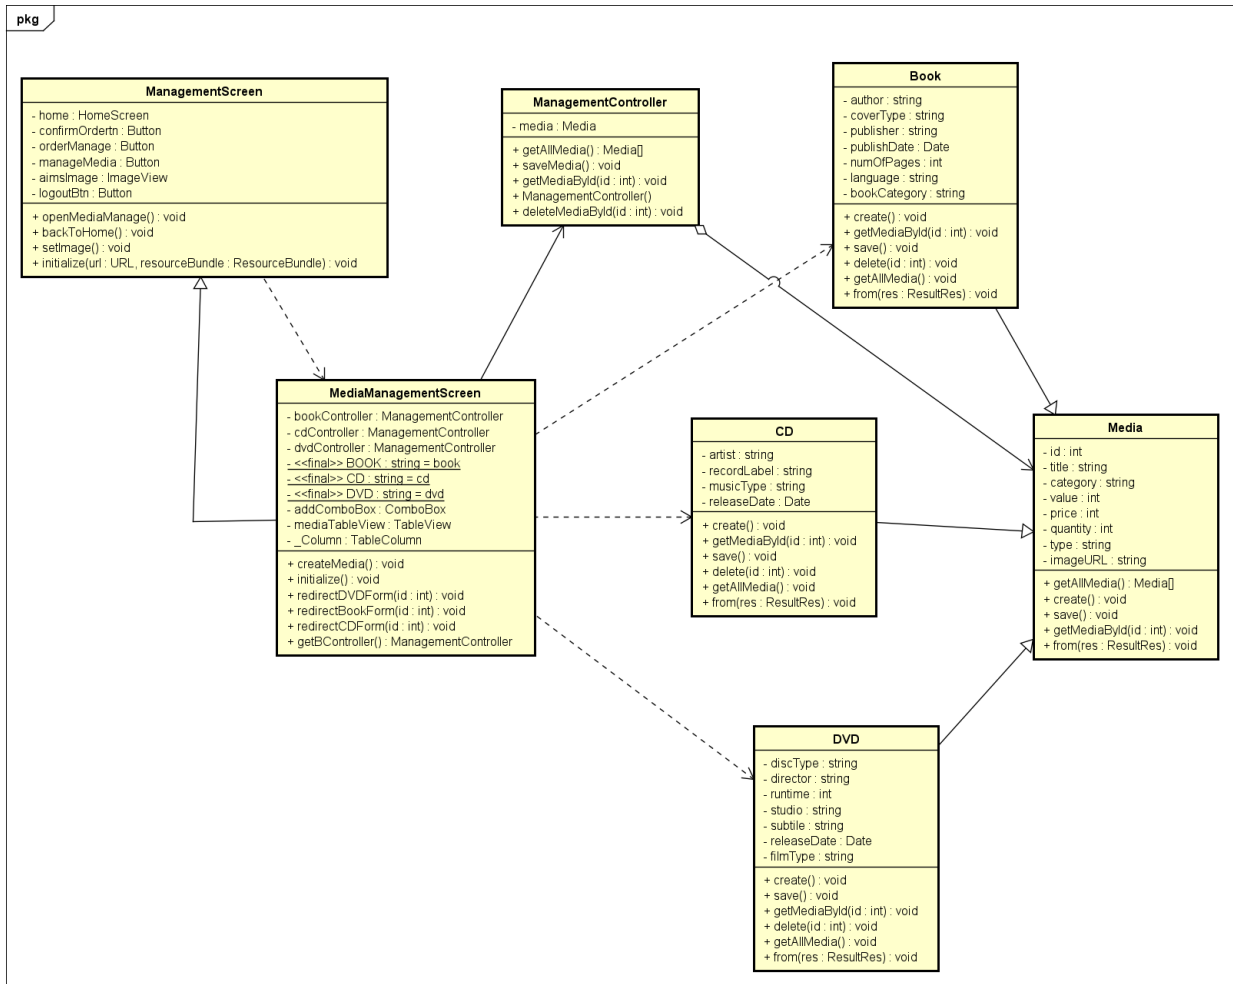 pkg
ManagementScreen
- home : HomeScreen
- confirmOrdertn : Button
- orderManage : Button
- manageMedia : Button
- aimsImage : ImageView
- logoutBtn : Button
+ openMediaManage() : void
+ backToHome() : void
+ setImage() : void
+ initialize(url : URL, resourceBundle : ResourceBundle) : void
ManagementController
- media : Media
+ getAllMedia() : Media[]
+ saveMedia() : void
+ getMediaById(id : int) : void
+ ManagementController()
+ deleteMediaById(id : int) : void
Book
- author : string
- coverType : string
- publisher : string
- publishDate : Date
- numOfPages : int
- language : string
- bookCategory : string
+ create() : void
+ getMediaById(id : int) : void
+ save() : void
+ delete(id : int) : void
+ getAllMedia() : void
+ from(res : ResultRes) : void
MediaManagementScreen
- bookController : ManagementController
- cdController : ManagementController
- dvdController : ManagementController
- <<final>> BOOK : string = book
- <<final>> CD : string = cd
- <<final>> DVD : string = dvd
- addComboBox : ComboBox
- mediaTableView : TableView
- _Column : TableColumn
+ createMedia() : void
+ initialize() : void
+ redirectDVDForm(id : int) : void
+ redirectBookForm(id : int) : void
+ redirectCDForm(id : int) : void
+ getBController() : ManagementController
CD
- artist : string
- recordLabel : string
- musicType : string
- releaseDate : Date
+ create() : void
+ getMediaById(id : int) : void
+ save() : void
+ delete(id : int) : void
+ getAllMedia() : void
+ from(res : ResultRes) : void
Media
- id : int
- title : string
- category : string
- value : int
- price : int
- quantity : int
- type : string
- imageURL : string
+ getAllMedia() : Media[]
+ create() : void
+ save() : void
+ getMediaById(id : int) : void
+ from(res : ResultRes) : void
DVD
- discType : string
- director : string
- runtime : int
- studio : string
- subtile : string
- releaseDate : Date
- filmType : string
+ create() : void
+ save() : void
+ getMediaById(id : int) : void
+ delete(id : int) : void
+ getAllMedia() : void
+ from(res : ResultRes) : void